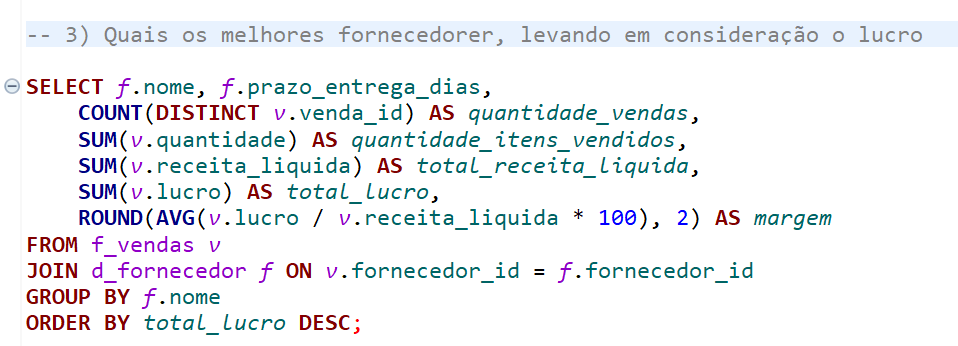 -- 3) Quais os melhores fornecedorer, levando em consideração o lucro
SELECT f.nome, f.prazo_entrega_dias,
COUNT(DISTINCT v.venda_id) AS quantidade_vendas,
SUM(v.quantidade) AS quantidade_itens_vendidos,
SUM(v.receita_liquida) AS total_receita_liquida,
SUM(v.lucro) AS total_lucro,
ROUND(AVG(v.lucro / v.receita_liquida * 100), 2) AS margem
FROM f_vendas v
JOIN d_fornecedor f ON v.fornecedor_id = f.fornecedor_id
GROUP BY f.nome
ORDER BY total_lucro DESC;